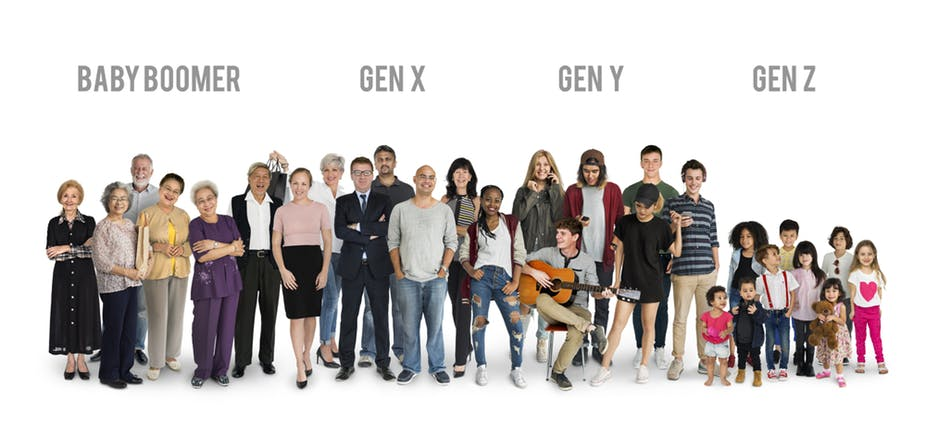 BABY BOOMER GEN X GEN Y GEN Z